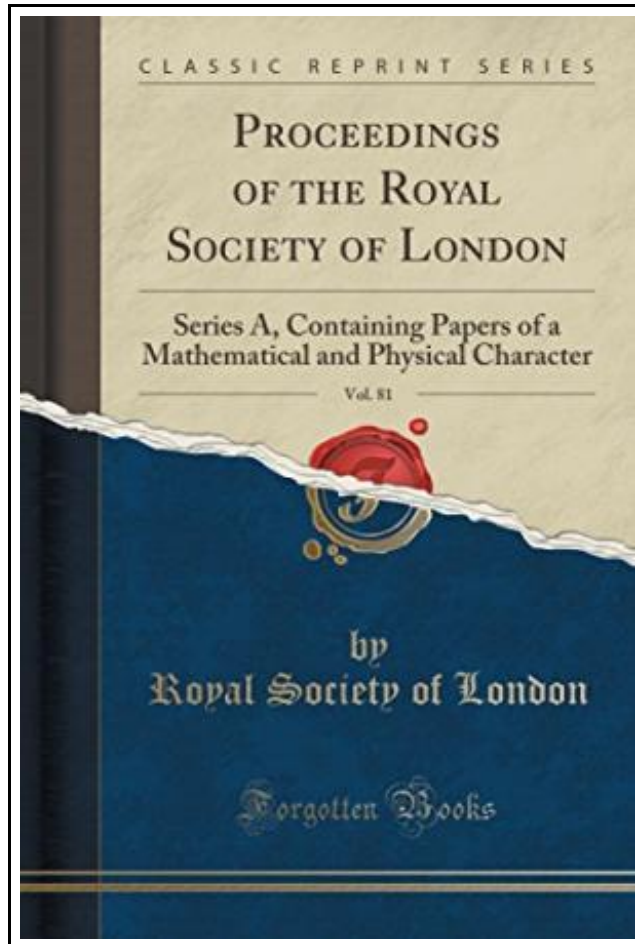 CLASSIC REPRINT SERIES
PROCEEDINGS
OF THE ROYAL
SOCIETY OF LONDON
Series A, Containing Papers of a
Mathematical and Physical Character
Vol. 81
by
Royal Society of London
Forgotten Books